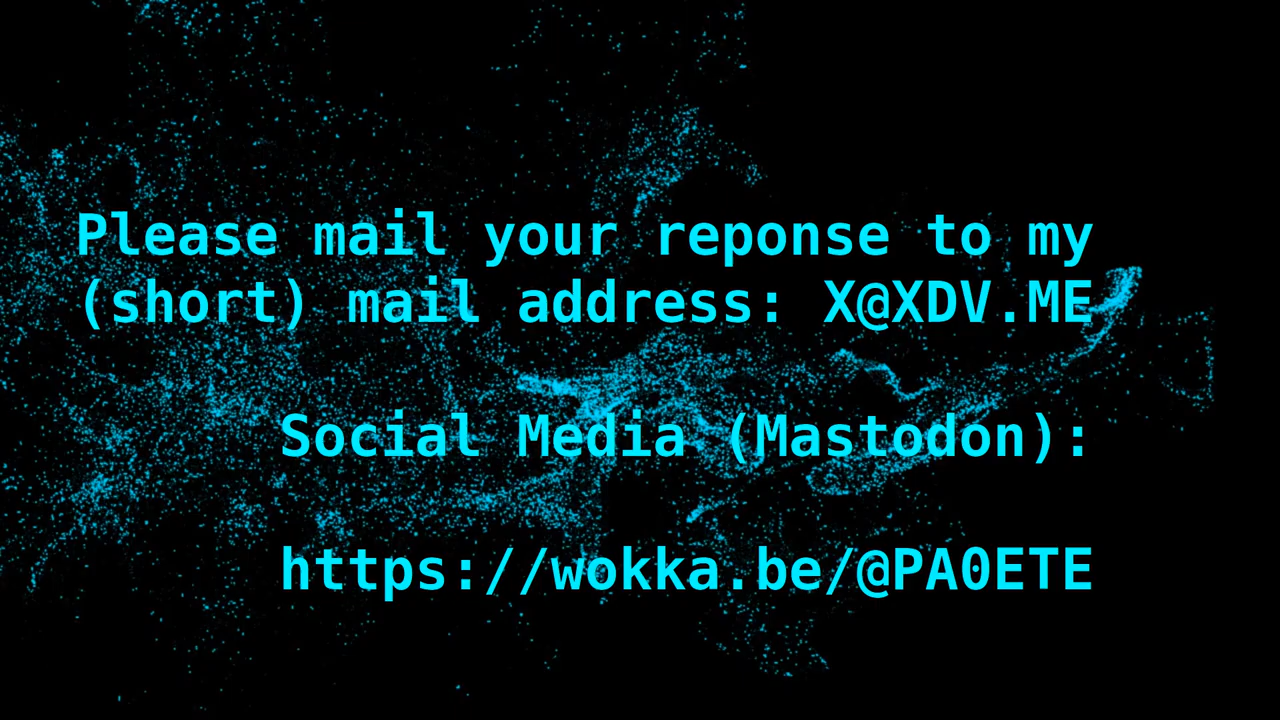 Please mail your reponse to my
(short) mail address: X@XDV.ME
Social Media (Mastodon):
https://wokka.be/@PA0ETE